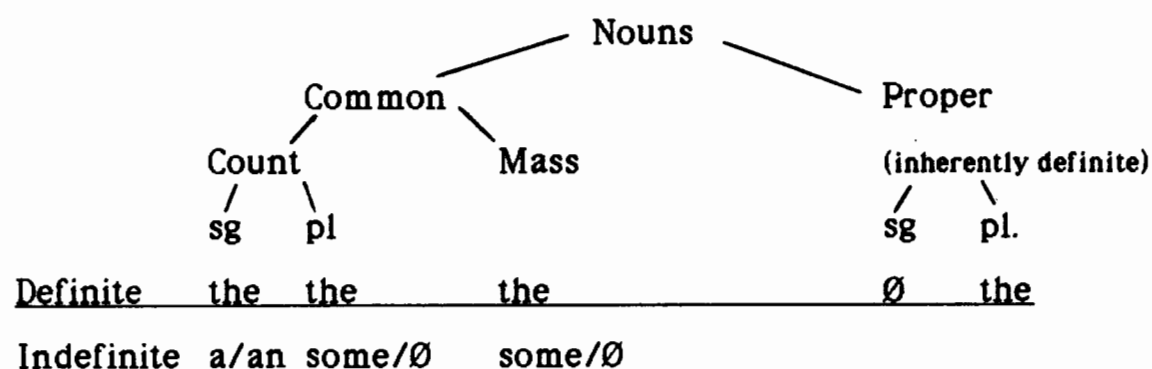 Nouns
Common Proper
Count Mass (inherently definite)
sg pl sg pl.
Definite the the the Ø the
Indefinite a/an some/Ø some/Ø